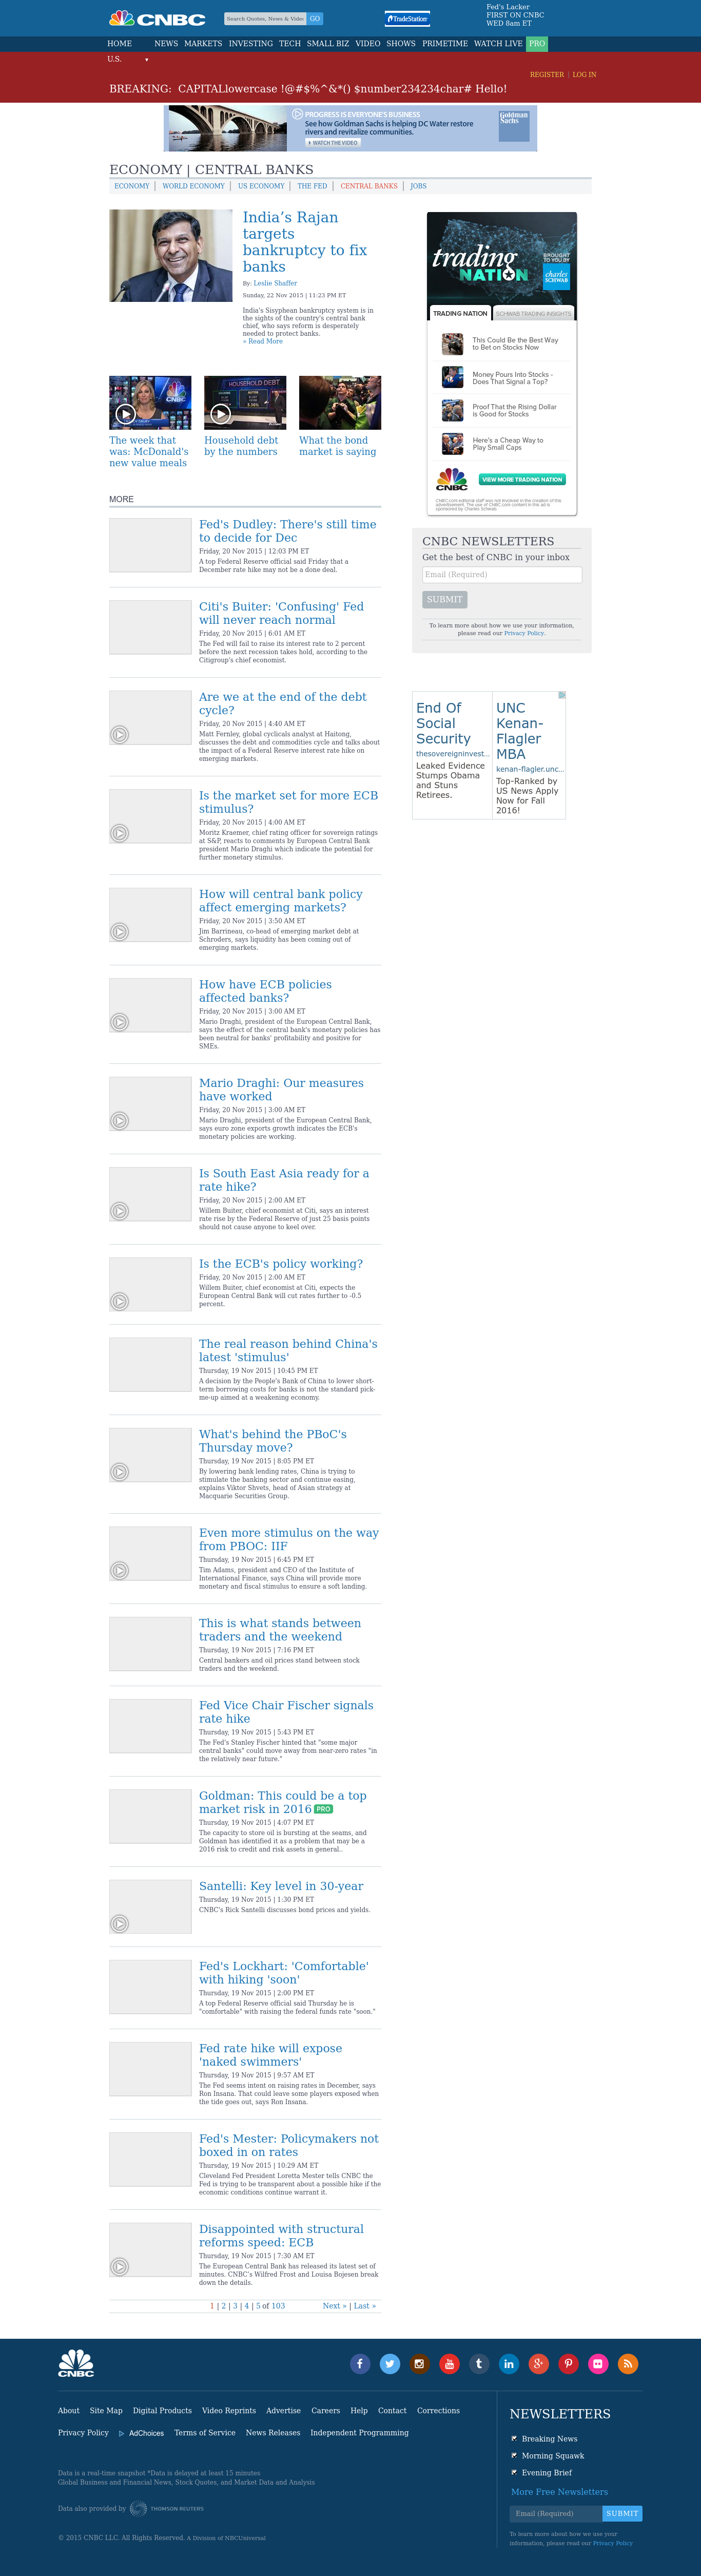 CNBC
Search Quotes, News & Video GO
TradeStation
Fed's Lacker
FIRST ON CNBC
WED 8am ET
HOME NEWS MARKETS INVESTING TECH SMALL BIZ VIDEO SHOWS PRIMETIME WATCH LIVE PRO
U.S. ▾
REGISTER | LOG IN
BREAKING: CAPITALlowercase !@#$%^&*() $number234234char# Hello!
PROGRESS IS EVERYONE'S BUSINESS
See how Goldman Sachs is helping DC Water restore
rivers and revitalize communities.
WATCH THE VIDEO
Goldman
Sachs
ECONOMY | CENTRAL BANKS
ECONOMY | WORLD ECONOMY | US ECONOMY | THE FED | CENTRAL BANKS | JOBS
India’s Rajan
targets
bankruptcy to fix
banks
By: Leslie Shaffer
Sunday, 22 Nov 2015 | 11:23 PM ET
India's Sisyphean bankruptcy system is in
the sights of the country's central bank
chief, who says reform is desperately
needed to protect banks.
» Read More
HOUSEHOLD DEBT
The week that
was: McDonald's
new value meals
Household debt
by the numbers
What the bond
market is saying
trading
NATION
BROUGHT
TO YOU BY
charles
SCHWAB
TRADING NATION SCHWAB TRADING INSIGHTS
This Could Be the Best Way
to Bet on Stocks Now
Money Pours Into Stocks -
Does That Signal a Top?
Proof That the Rising Dollar
is Good for Stocks
Here's a Cheap Way to
Play Small Caps
CNBC
VIEW MORE TRADING NATION
CNBC.com editorial staff was not involved in the creation of this
advertisement. The use of CNBC.com content in this ad is
sponsored by Charles Schwab.
MORE
Fed's Dudley: There's still time
to decide for Dec
Friday, 20 Nov 2015 | 12:03 PM ET
A top Federal Reserve official said Friday that a
December rate hike may not be a done deal.
Citi's Buiter: 'Confusing' Fed
will never reach normal
Friday, 20 Nov 2015 | 6:01 AM ET
The Fed will fail to raise its interest rate to 2 percent
before the next recession takes hold, according to the
Citigroup's chief economist.
Are we at the end of the debt
cycle?
Friday, 20 Nov 2015 | 4:40 AM ET
Matt Fernley, global cyclicals analyst at Haitong,
discusses the debt and commodities cycle and talks about
the impact of a Federal Reserve interest rate hike on
emerging markets.
Is the market set for more ECB
stimulus?
Friday, 20 Nov 2015 | 4:00 AM ET
Moritz Kraemer, chief rating officer for sovereign ratings
at S&P, reacts to comments by European Central Bank
president Mario Draghi which indicate the potential for
further monetary stimulus.
How will central bank policy
affect emerging markets?
Friday, 20 Nov 2015 | 3:50 AM ET
Jim Barrineau, co-head of emerging market debt at
Schroders, says liquidity has been coming out of
emerging markets.
How have ECB policies
affected banks?
Friday, 20 Nov 2015 | 3:00 AM ET
Mario Draghi, president of the European Central Bank,
says the effect of the central bank's monetary policies has
been neutral for banks' profitability and positive for
SMEs.
Mario Draghi: Our measures
have worked
Friday, 20 Nov 2015 | 3:00 AM ET
Mario Draghi, president of the European Central Bank,
says euro zone exports growth indicates the ECB's
monetary policies are working.
Is South East Asia ready for a
rate hike?
Friday, 20 Nov 2015 | 2:00 AM ET
Willem Buiter, chief economist at Citi, says an interest
rate rise by the Federal Reserve of just 25 basis points
should not cause anyone to keel over.
Is the ECB's policy working?
Friday, 20 Nov 2015 | 2:00 AM ET
Willem Buiter, chief economist at Citi, expects the
European Central Bank will cut rates further to -0.5
percent.
The real reason behind China's
latest 'stimulus'
Thursday, 19 Nov 2015 | 10:45 PM ET
A decision by the People's Bank of China to lower short-
term borrowing costs for banks is not the standard pick-
me-up aimed at a weakening economy.
What's behind the PBoC's
Thursday move?
Thursday, 19 Nov 2015 | 8:05 PM ET
By lowering bank lending rates, China is trying to
stimulate the banking sector and continue easing,
explains Viktor Shvets, head of Asian strategy at
Macquarie Securities Group.
Even more stimulus on the way
from PBOC: IIF
Thursday, 19 Nov 2015 | 6:45 PM ET
Tim Adams, president and CEO of the Institute of
International Finance, says China will provide more
monetary and fiscal stimulus to ensure a soft landing.
This is what stands between
traders and the weekend
Thursday, 19 Nov 2015 | 7:16 PM ET
Central bankers and oil prices stand between stock
traders and the weekend.
Fed Vice Chair Fischer signals
rate hike
Thursday, 19 Nov 2015 | 5:43 PM ET
The Fed's Stanley Fischer hinted that "some major
central banks" could move away from near-zero rates "in
the relatively near future."
Goldman: This could be a top
market risk in 2016 PRO
Thursday, 19 Nov 2015 | 4:07 PM ET
The capacity to store oil is bursting at the seams, and
Goldman has identified it as a problem that may be a
2016 risk to credit and risk assets in general..
Santelli: Key level in 30-year
Thursday, 19 Nov 2015 | 1:30 PM ET
CNBC's Rick Santelli discusses bond prices and yields.
Fed's Lockhart: 'Comfortable'
with hiking 'soon'
Thursday, 19 Nov 2015 | 2:00 PM ET
A top Federal Reserve official said Thursday he is
"comfortable" with raising the federal funds rate "soon."
Fed rate hike will expose
'naked swimmers'
Thursday, 19 Nov 2015 | 9:57 AM ET
The Fed seems intent on raising rates in December, says
Ron Insana. That could leave some players exposed when
the tide goes out, says Ron Insana.
Fed's Mester: Policymakers not
boxed in on rates
Thursday, 19 Nov 2015 | 10:29 AM ET
Cleveland Fed President Loretta Mester tells CNBC the
Fed is trying to be transparent about a possible hike if the
economic conditions continue warrant it.
Disappointed with structural
reforms speed: ECB
Thursday, 19 Nov 2015 | 7:30 AM ET
The European Central Bank has released its latest set of
minutes. CNBC's Wilfred Frost and Louisa Bojesen break
down the details.
1 | 2 | 3 | 4 | 5 of 103 Next » | Last »
CNBC NEWSLETTERS
Get the best of CNBC in your inbox
Email (Required)
SUBMIT
To learn more about how we use your information,
please read our Privacy Policy.
End Of
Social
Security
thesovereigninvest...
Leaked Evidence
Stumps Obama
and Stuns
Retirees.
UNC
Kenan-
Flagler
MBA
kenan-flagler.unc...
Top-Ranked by
US News Apply
Now for Fall
2016!
CNBC
About Site Map Digital Products Video Reprints Advertise Careers Help Contact Corrections
Privacy Policy AdChoices Terms of Service News Releases Independent Programming
Data is a real-time snapshot *Data is delayed at least 15 minutes
Global Business and Financial News, Stock Quotes, and Market Data and Analysis
Data also provided by THOMSON REUTERS
© 2015 CNBC LLC. All Rights Reserved. A Division of NBCUniversal
NEWSLETTERS
Breaking News
Morning Squawk
Evening Brief
More Free Newsletters
Email (Required) SUBMIT
To learn more about how we use your
information, please read our Privacy Policy